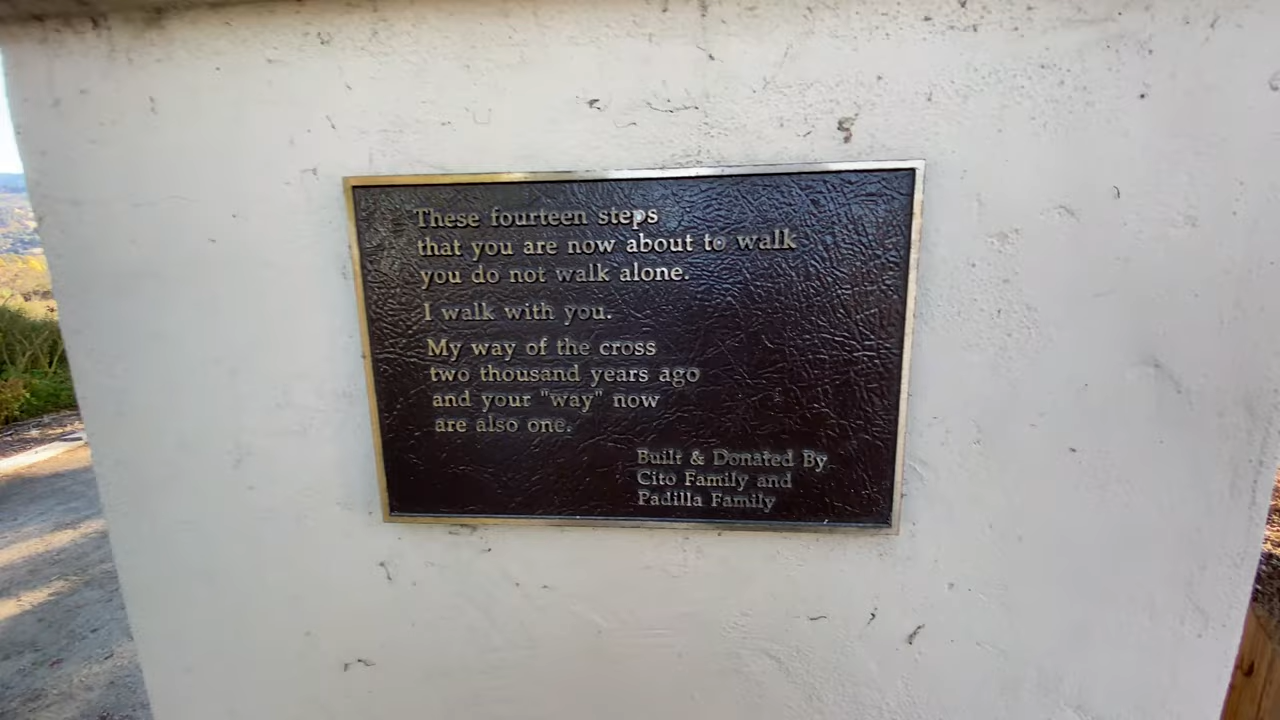 These fourteen steps
that you are now about to walk
you do not walk alone.
I walk with you.
My way of the cross
two thousand years ago
and your "way" now
are also one.
Built & Donated By
Cito Family and
Padilla Family